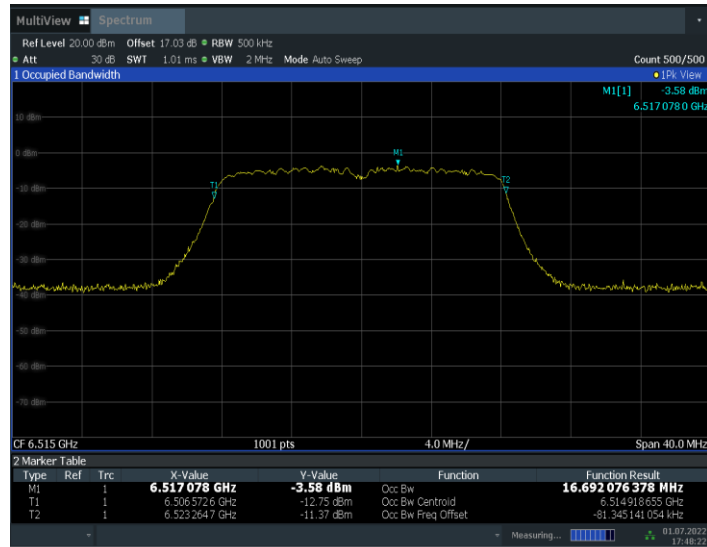 MultiView Spectrum
Ref Level 20.00 dBm Offset 17.03 dB RBW 500 kHz
Att 30 dB SWT 1.01 ms VBW 2 MHz Mode Auto Sweep Count 500/500
1 Occupied Bandwidth 1Pk View
M1[1] -3.58 dBm
6.5170780 GHz
10 dBm
0 dBm
M1
-10 dBm
T1
T2
-20 dBm
-30 dBm
-40 dBm
-50 dBm
-60 dBm
-70 dBm
CF 6.515 GHz 1001 pts 4.0 MHz/ Span 40.0 MHz
2 Marker Table
Type Ref Trc X-Value Y-Value Function Function Result
M1 1 6.517 078 GHz -3.58 dBm Occ Bw 16.692 076 378 MHz
T1 1 6.506 572 6 GHz -12.75 dBm Occ Bw Centroid 6.514 918 655 GHz
T2 1 6.523 264 7 GHz -11.37 dBm Occ Bw Freq Offset -81.345 141 054 kHz
Measuring... 01.07.2022
17:48:22